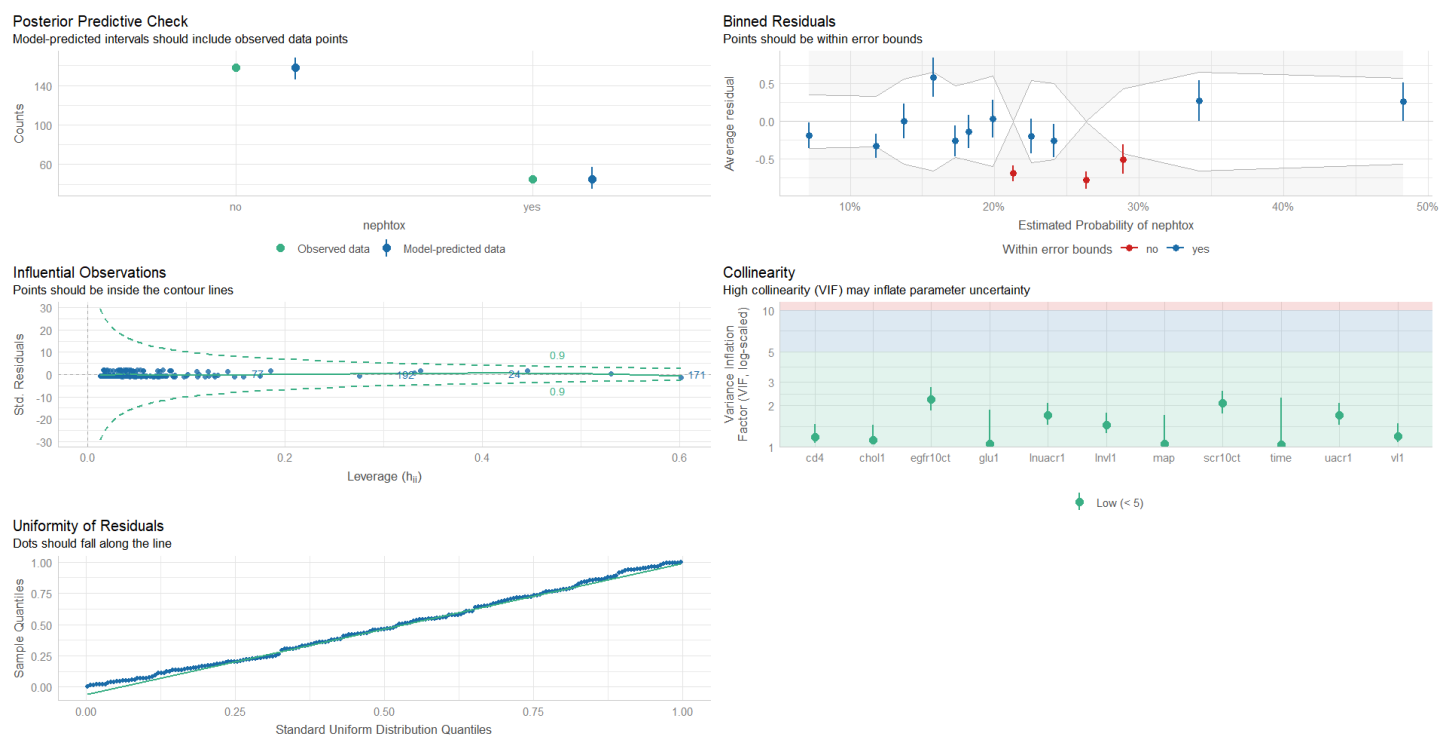 Posterior Predictive Check
Model-predicted intervals should include observed data points
140
100
60
Counts
no
yes
nephtox
Observed data
Model-predicted data
Binned Residuals
Points should be within error bounds
0.5
0.0
-0.5
Average residual
10%
20%
30%
40%
50%
Estimated Probability of nephtox
Within error bounds
no
yes
Influential Observations
Points should be inside the contour lines
30
20
10
0
-10
-20
-30
Std. Residuals
0.9
0.9
77
192
24
171
0.0
0.2
0.4
0.6
Leverage (hii)
Collinearity
High collinearity (VIF) may inflate parameter uncertainty
10
5
3
2
1
Variance Inflation
Factor (VIF, log-scaled)
cd4
chol1
egfr10ct
glu1
lnuacr1
lnvl1
map
scr10ct
time
uacr1
vl1
Low (< 5)
Uniformity of Residuals
Dots should fall along the line
1.00
0.75
0.50
0.25
0.00
Sample Quantiles
0.00
0.25
0.50
0.75
1.00
Standard Uniform Distribution Quantiles